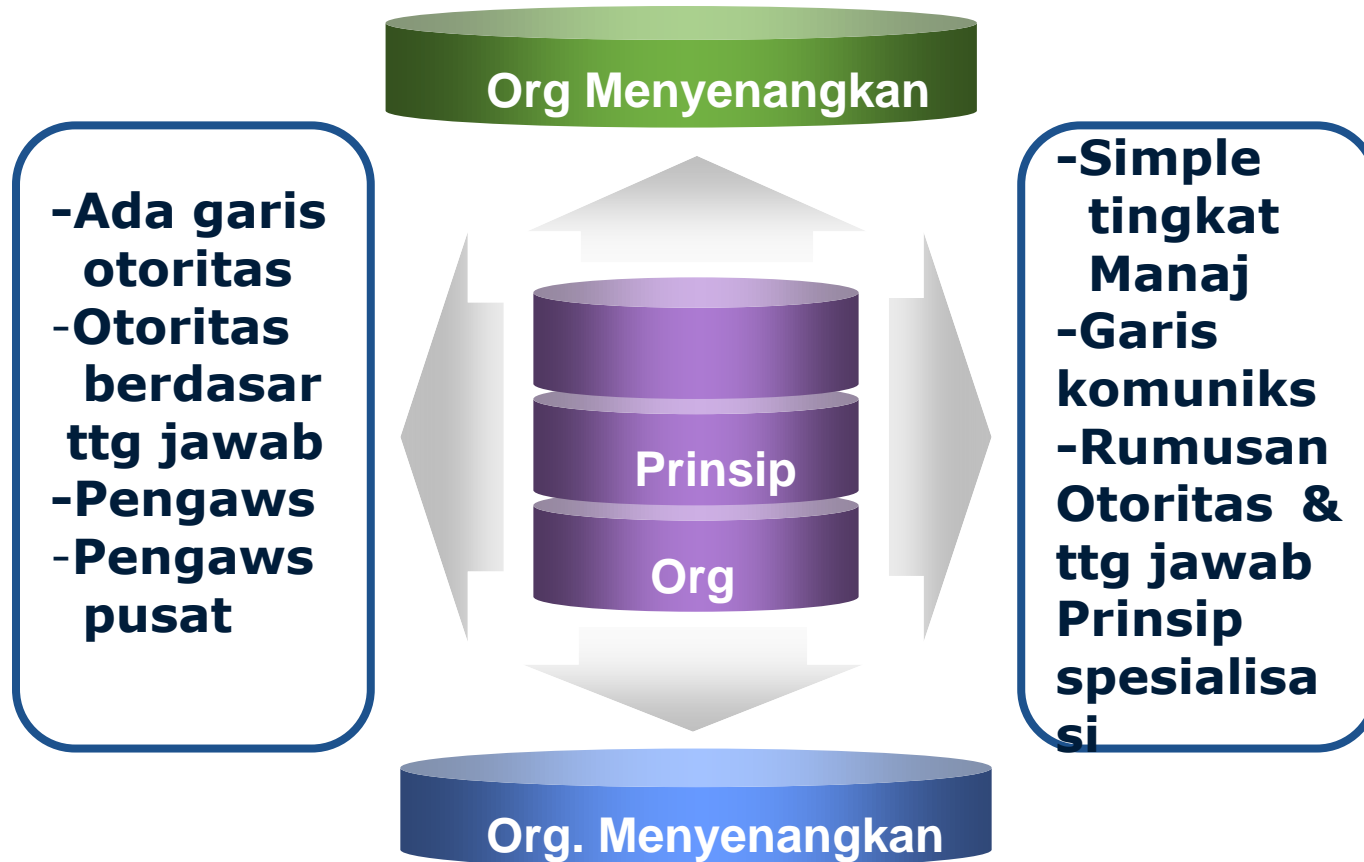 Org Menyenangkan
-Ada garis
otoritas
-Otoritas
berdasar
ttg jawab
-Pengaws
-Pengaws
pusat
Prinsip
Org
-Simple
tingkat
Manaj
-Garis
komuniks
-Rumusan
Otoritas &
ttg jawab
Prinsip
spesialisa
si
Org. Menyenangkan